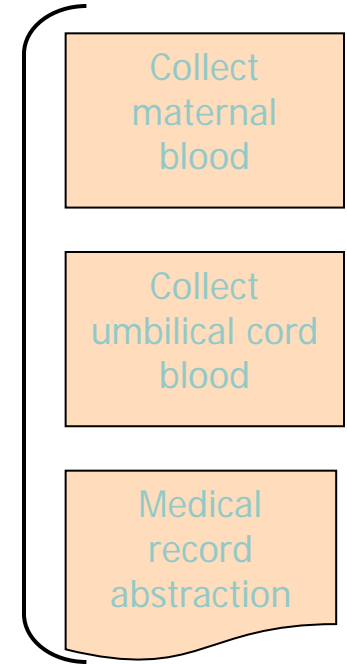 Collect
maternal
blood
Collect
umbilical cord
blood
Medical
record
abstraction